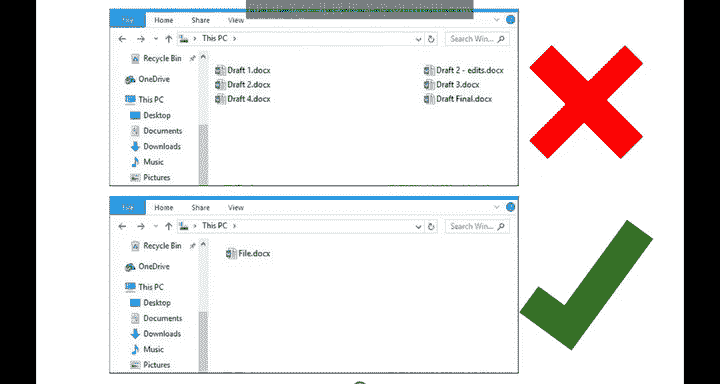 File Home Share View
This PC Search Win...
Recycle Bin
OneDrive
This PC
Desktop
Documents
Downloads
Music
Pictures
Draft 1.docx Draft 2 - edits.docx
Draft 2.docx Draft 3.docx
Draft 4.docx Draft Final.docx
File Home Share View
This PC Search Win...
Recycle Bin
OneDrive
This PC
Desktop
Documents
Downloads
Music
Pictures
File.docx